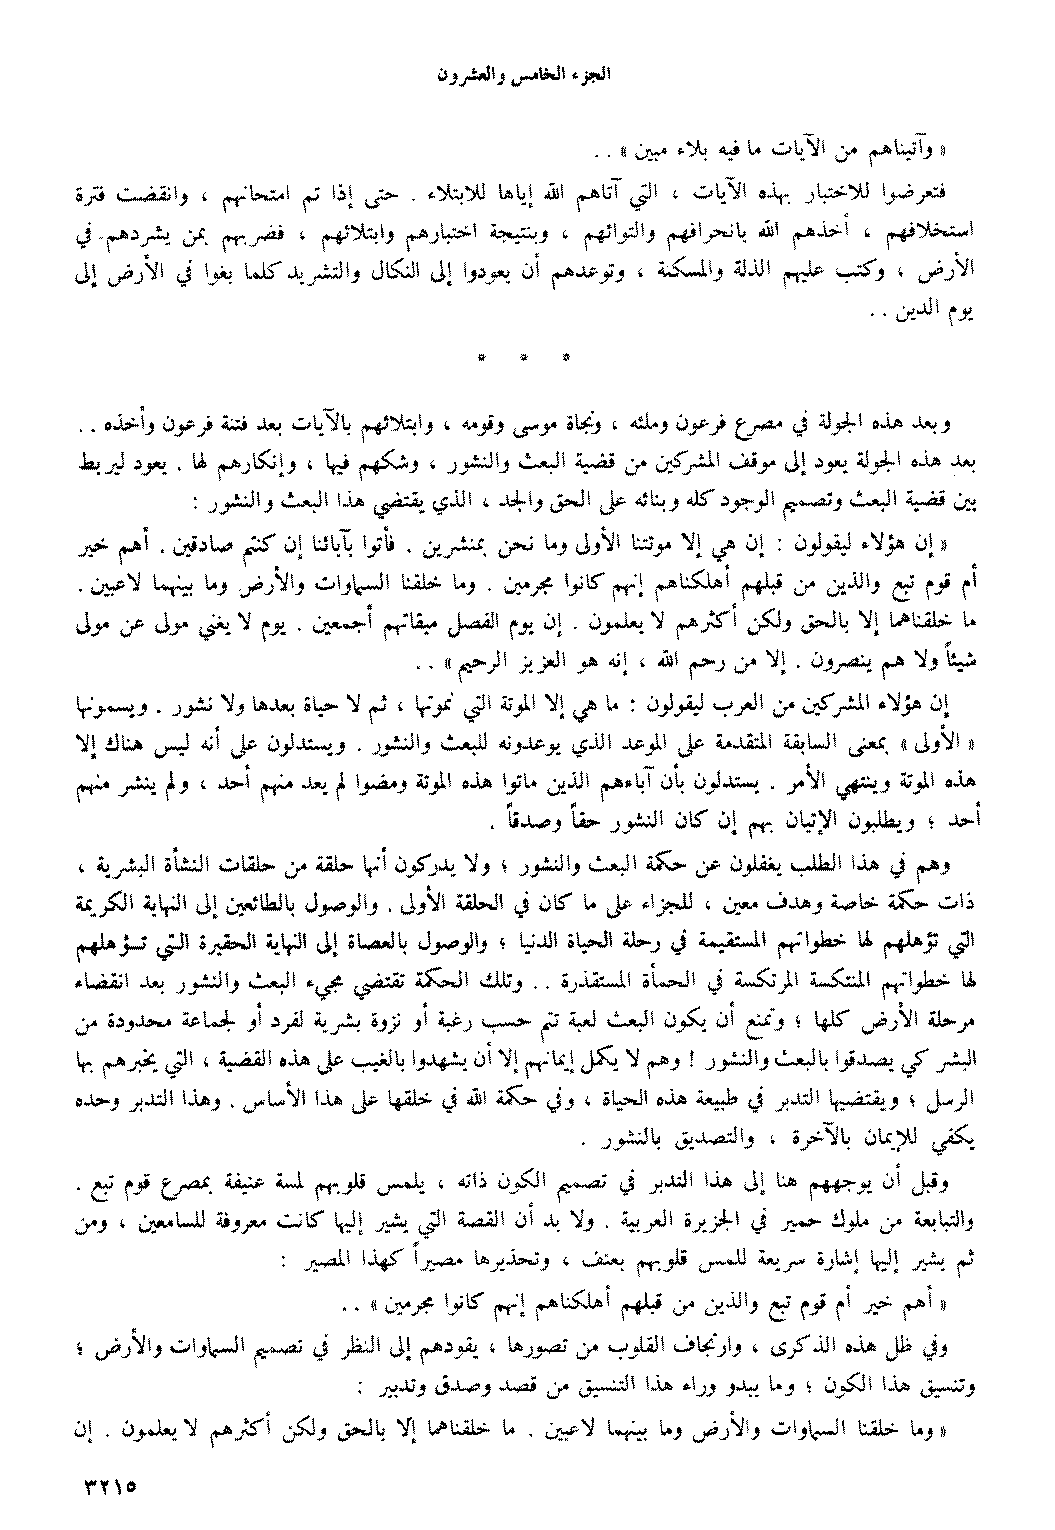 الجزء الخامس والعشرون
« وآتيناهم من الآيات ما فيه بلاء مبين » . .
فتعرضوا للاختبار بهذه الآيات ، التي آتاهم الله إياها للابتلاء . حتى إذا تم امتحانهم ، وانقضت فترة
استخلافهم ، أخذهم الله بانحرافهم والتوائهم ، وبنتيجة اختبارهم وابتلائهم ، فضربهم بمن يشردهم في
الأرض ، وكتب عليهم الذلة والمسكنة ، وتوعدهم أن يعودوا إلى النكال والتشريد كلما بغوا في الأرض إلى
يوم الدين . .
* * *
وبعد هذه الجولة في مصرع فرعون وملئه ، ونجاة موسى وقومه ، وابتلائهم بالآيات بعد فتنة فرعون وأخذه . .
بعد هذه الجولة يعود إلى موقف المشركين من قضية البعث والنشور ، وشكهم فيها ، وإنكارهم لها . يعود ليربط
بين قضية البعث وتصميم الوجود كله وبنائه على الحق والجد ، الذي يقتضي هذا البعث والنشور :
« إن هؤلاء ليقولون : إن هي إلا موتتنا الأولى وما نحن بمنشرين . فأتوا بآبائنا إن كنتم صادقين . أهم خير
أم قوم تبع والذين من قبلهم أهلكناهم إنهم كانوا مجرمين . وما خلقنا السماوات والأرض وما بينهما لاعبين .
ما خلقناهما إلا بالحق ولكن أكثرهم لا يعلمون . إن يوم الفصل ميقاتهم أجمعين . يوم لا يغني مولى عن مولى
شيئاً ولا هم ينصرون . إلا من رحم الله ، إنه هو العزيز الرحيم » . .
إن هؤلاء المشركين من العرب ليقولون : ما هي إلا الموتة التي نموتها ، ثم لا حياة بعدها ولا نشور . ويسمونها
« الأولى » بمعنى السابقة المتقدمة على الموعد الذي يوعدونه للبعث والنشور . ويستدلون على أنه ليس هناك إلا
هذه الموتة وينتهي الأمر . يستدلون بأن آباءهم الذين ماتوا هذه الموتة ومضوا لم يعد منهم أحد ، ولم ينشر منهم
أحد ؛ ويطلبون الإتيان بهم إن كان النشور حقاً وصدقاً .
وهم في هذا الطلب يغفلون عن حكمة البعث والنشور ؛ ولا يدركون أنها حلقة من حلقات النشأة البشرية ،
ذات حكمة خاصة وهدف معين ، للجزاء على ما كان في الحلقة الأولى . والوصول بالطائعين إلى النهاية الكريمة
التي تؤهلهم لها خطواتهم المستقيمة في رحلة الحياة الدنيا ؛ والوصول بالعصاة إلى النهاية الحقيرة التي تؤهلهم
لها خطواتهم المنتكسة المرتكسة في الحمأة المستقذرة . . وتلك الحكمة تقتضي مجيء البعث والنشور بعد انقضاء
مرحلة الأرض كلها ؛ وتمنع أن يكون البعث لعبة تتم حسب رغبة أو نزوة بشرية لفرد أو لجماعة محدودة من
البشر كي يصدقوا بالبعث والنشور ! وهم لا يكمل إيمانهم إلا أن يشهدوا بالغيب على هذه القضية ، التي يخبرهم بها
الرسل ؛ ويقتضيها التدبر في طبيعة هذه الحياة ، وفي حكمة الله في خلقها على هذا الأساس . وهذا التدبر وحده
يكفي للإيمان بالآخرة ، والتصديق بالنشور .
وقبل أن يوجههم هنا إلى هذا التدبر في تصميم الكون ذاته ، يلمس قلوبهم لمسة عنيفة بمصرع قوم تبع .
والتبابعة من ملوك حمير في الجزيرة العربية . ولا بد أن القصة التي يشير إليها كانت معروفة للسامعين ، ومن
ثم يشير إليها إشارة سريعة للمس قلوبهم بعنف ، وتحذيرها مصيراً كهذا المصير :
« أهم خير أم قوم تبع والذين من قبلهم أهلكناهم إنهم كانوا مجرمين » . .
وفي ظل هذه الذكرى ، وارتجاف القلوب من تصورها ، يقودهم إلى النظر في تصميم السماوات والأرض ؛
وتنسيق هذا الكون ؛ وما يبدو وراء هذا التنسيق من قصد وصدق وتدبير :
« وما خلقنا السماوات والأرض وما بينهما لاعبين . ما خلقناهما إلا بالحق ولكن أكثرهم لا يعلمون . إن
٣٢١٥